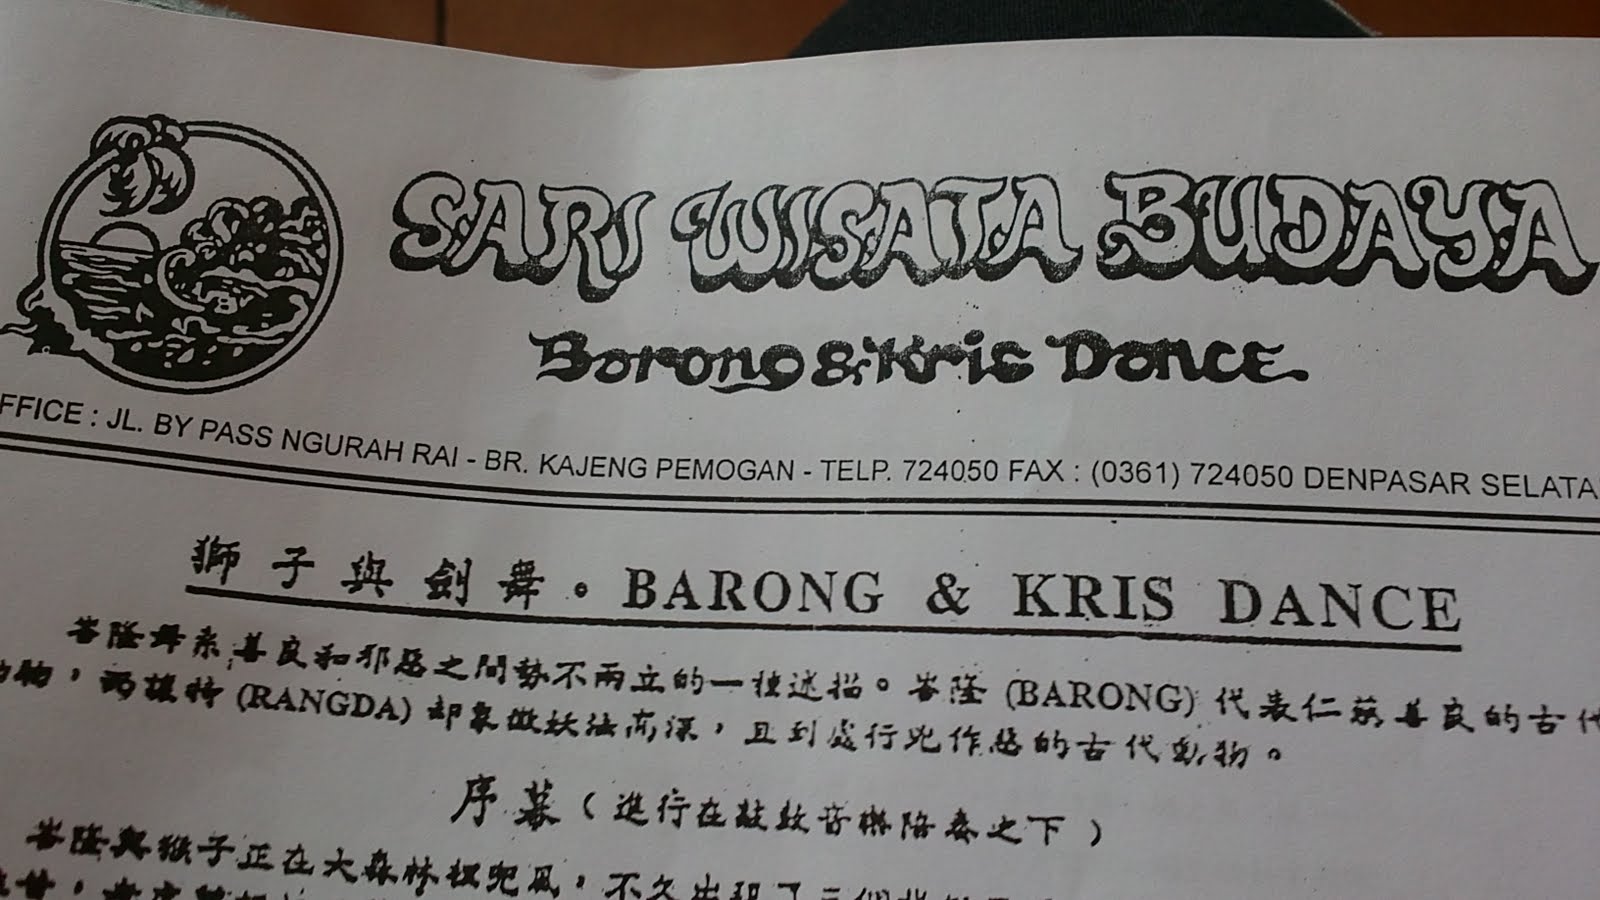 SARI WISATA BUDAYA
Barong & Kris Dance
FFICE : JL. BY PASS NGURAH RAI - BR. KAJENG PEMOGAN - TELP. 724050 FAX : (0361) 724050 DENPASAR SELATA
獅子與劍舞。BARONG & KRIS DANCE
峇隆舞系善良和邪惡之間勢不兩立的一種述描。峇隆 (BARONG) 代表仁慈善良的古代
物，而讓特 (RANGDA) 却象徵妖法高深，且到處行兇作惡的古代動物。
序幕（進行在鼓鼓音樂陪奏之下）
峇隆與猴子正在大森林裡兜風，不久出現了三個